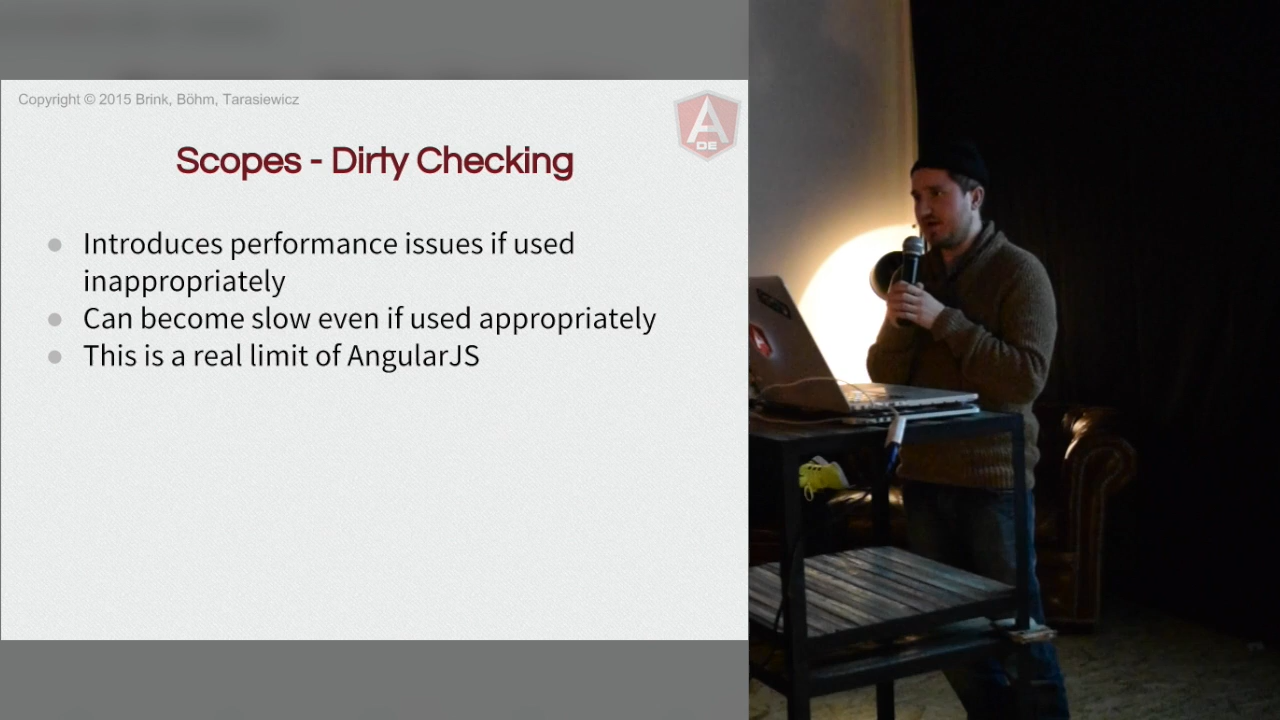 Copyright © 2015 Brink, Böhm, Tarasiewicz
A
DE
Scopes - Dirty Checking
Introduces performance issues if used
inappropriately
Can become slow even if used appropriately
This is a real limit of AngularJS